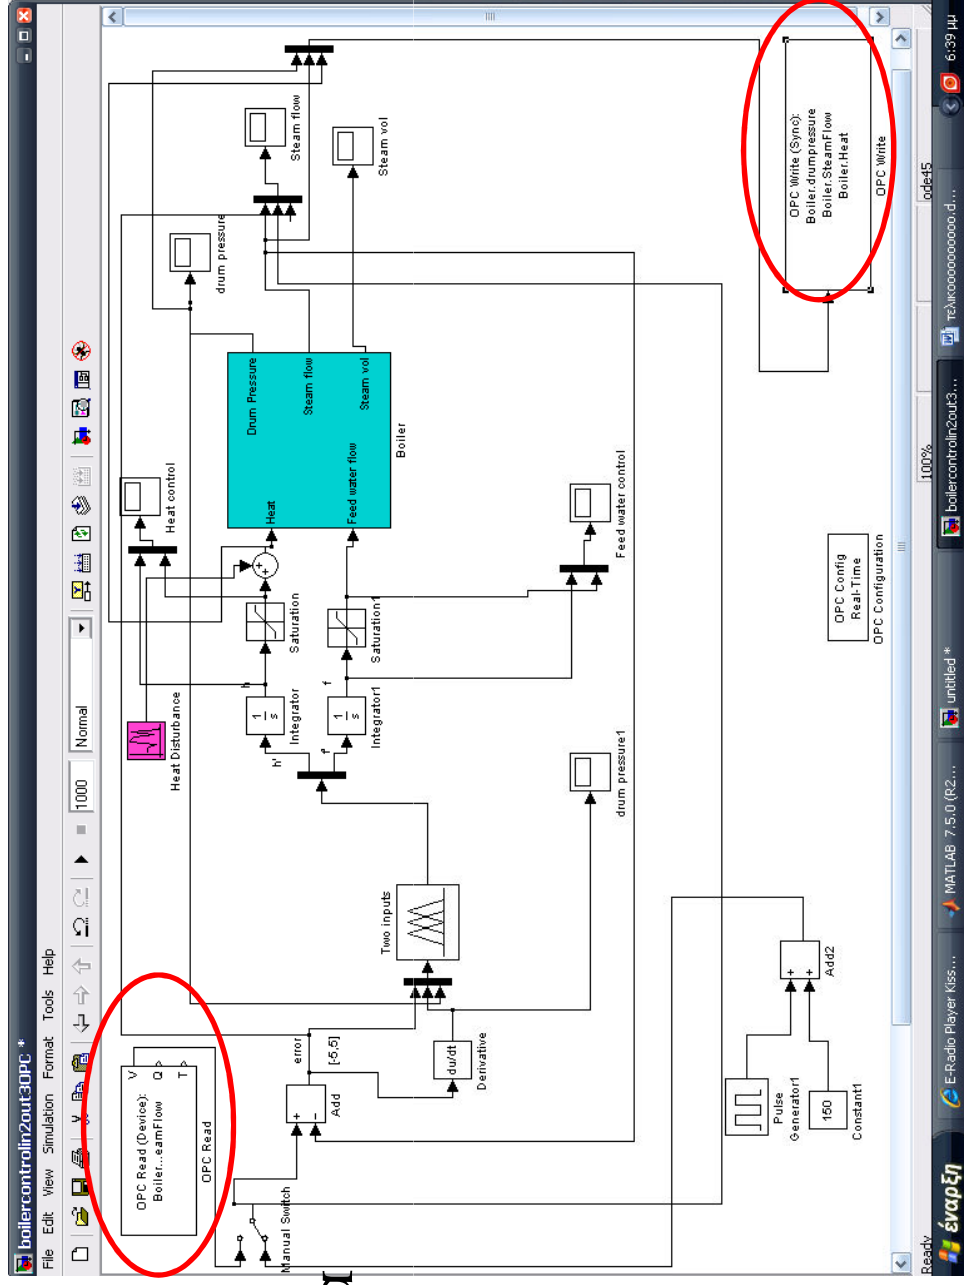 boilercontrolin2out3OPC *
File Edit View Simulation Format Tools Help
1000
Normal
OPC Read (Device):
Boiler...eamFlow
V
Q
T
OPC Read
Manual Switch
+
−
Add
error
[-5,5]
du/dt
Derivative
Two inputs
h'
f'
1
s
Integrator
h
1
s
Integrator1
f
Heat Disturbance
Saturation
Saturation1
+
+
Heat control
Heat
Feed water flow
Drum Pressure
Steam flow
Steam vol
Boiler
drum pressure
Steam flow
Steam vol
Feed water control
drum pressure1
Pulse
Generator1
150
Constant1
+
+
Add2
OPC Config
Real-Time
OPC Configuration
OPC Write (Sync):
Boiler.drumpressure
Boiler.SteamFlow
Boiler.Heat
OPC Write
Ready
100%
ode45
έναρξη
E-Radio Player Kiss...
MATLAB 7.5.0 (R2...
untitled *
boilercontrolin2out3...
6:39 μμ